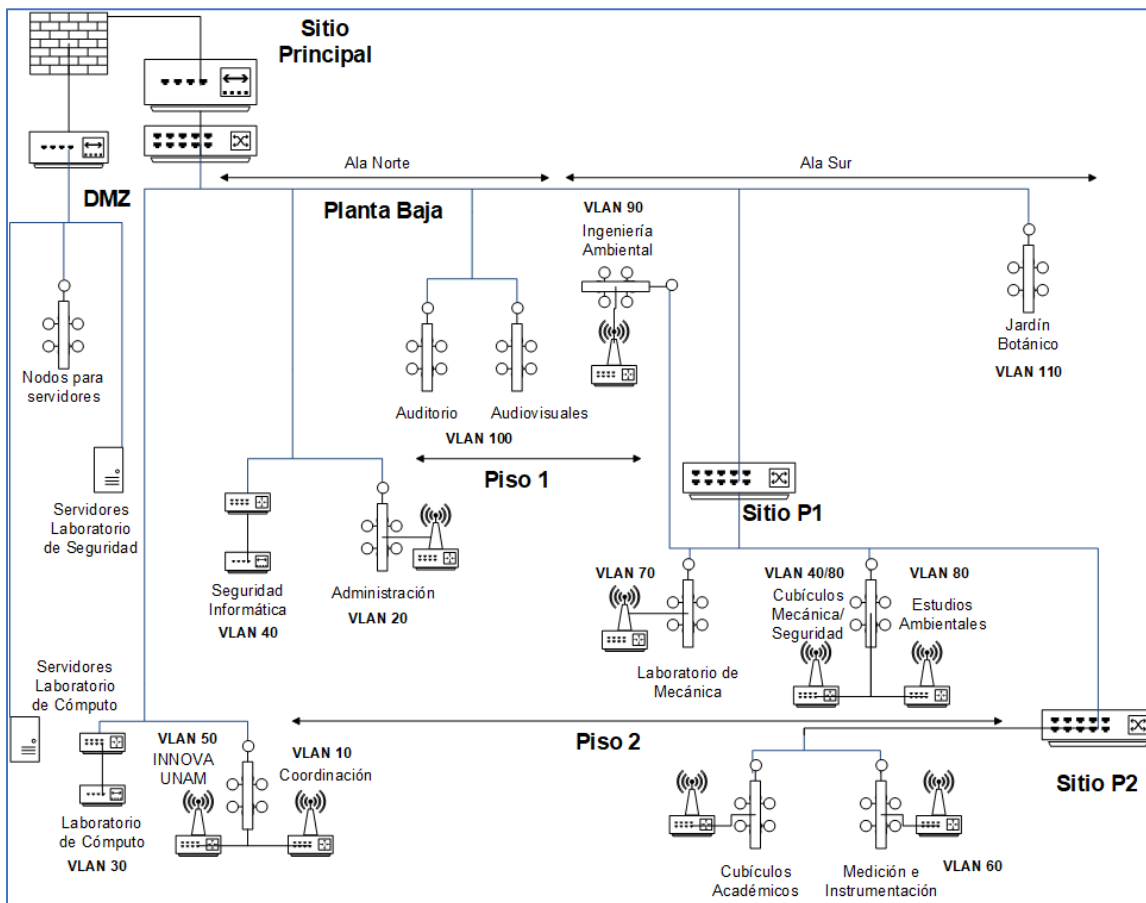 Sitio
Principal
Ala Norte
Ala Sur
DMZ
Planta Baja
VLAN 90
Ingeniería
Ambiental
Nodos para
servidores
Auditorio
Audiovisuales
VLAN 100
Jardín
Botánico
VLAN 110
Piso 1
Sitio P1
Servidores
Laboratorio
de Seguridad
Seguridad
Informática
VLAN 40
Administración
VLAN 20
VLAN 70
Laboratorio de
Mecánica
VLAN 40/80
Cubículos
Mecánica/
Seguridad
VLAN 80
Estudios
Ambientales
Servidores
Laboratorio
de Cómputo
Piso 2
Sitio P2
VLAN 50
INNOVA
UNAM
VLAN 10
Coordinación
Laboratorio
de Cómputo
VLAN 30
Cubículos
Académicos
Medición e
Instrumentación
VLAN 60